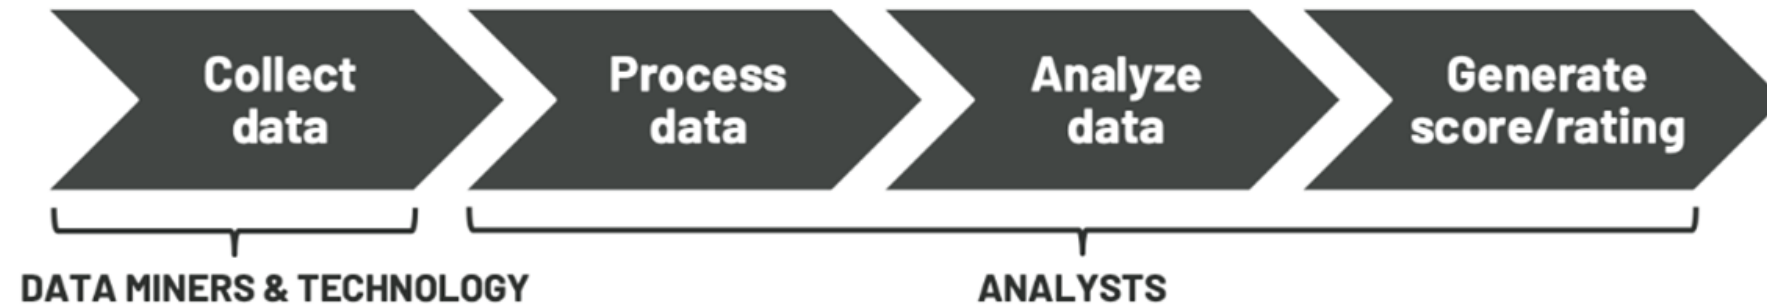 Collect
data
Process
data
Analyze
data
Generate
score/rating
DATA MINERS & TECHNOLOGY
ANALYSTS